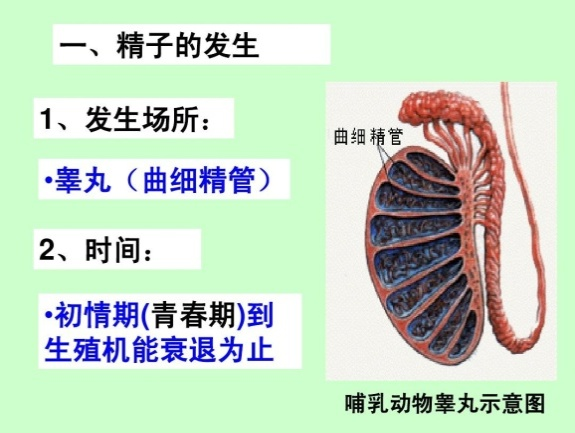 一、精子的发生
1、发生场所：
•睾丸（曲细精管）
2、时间：
•初情期(青春期)到
生殖机能衰退为止
曲细精管
哺乳动物睾丸示意图